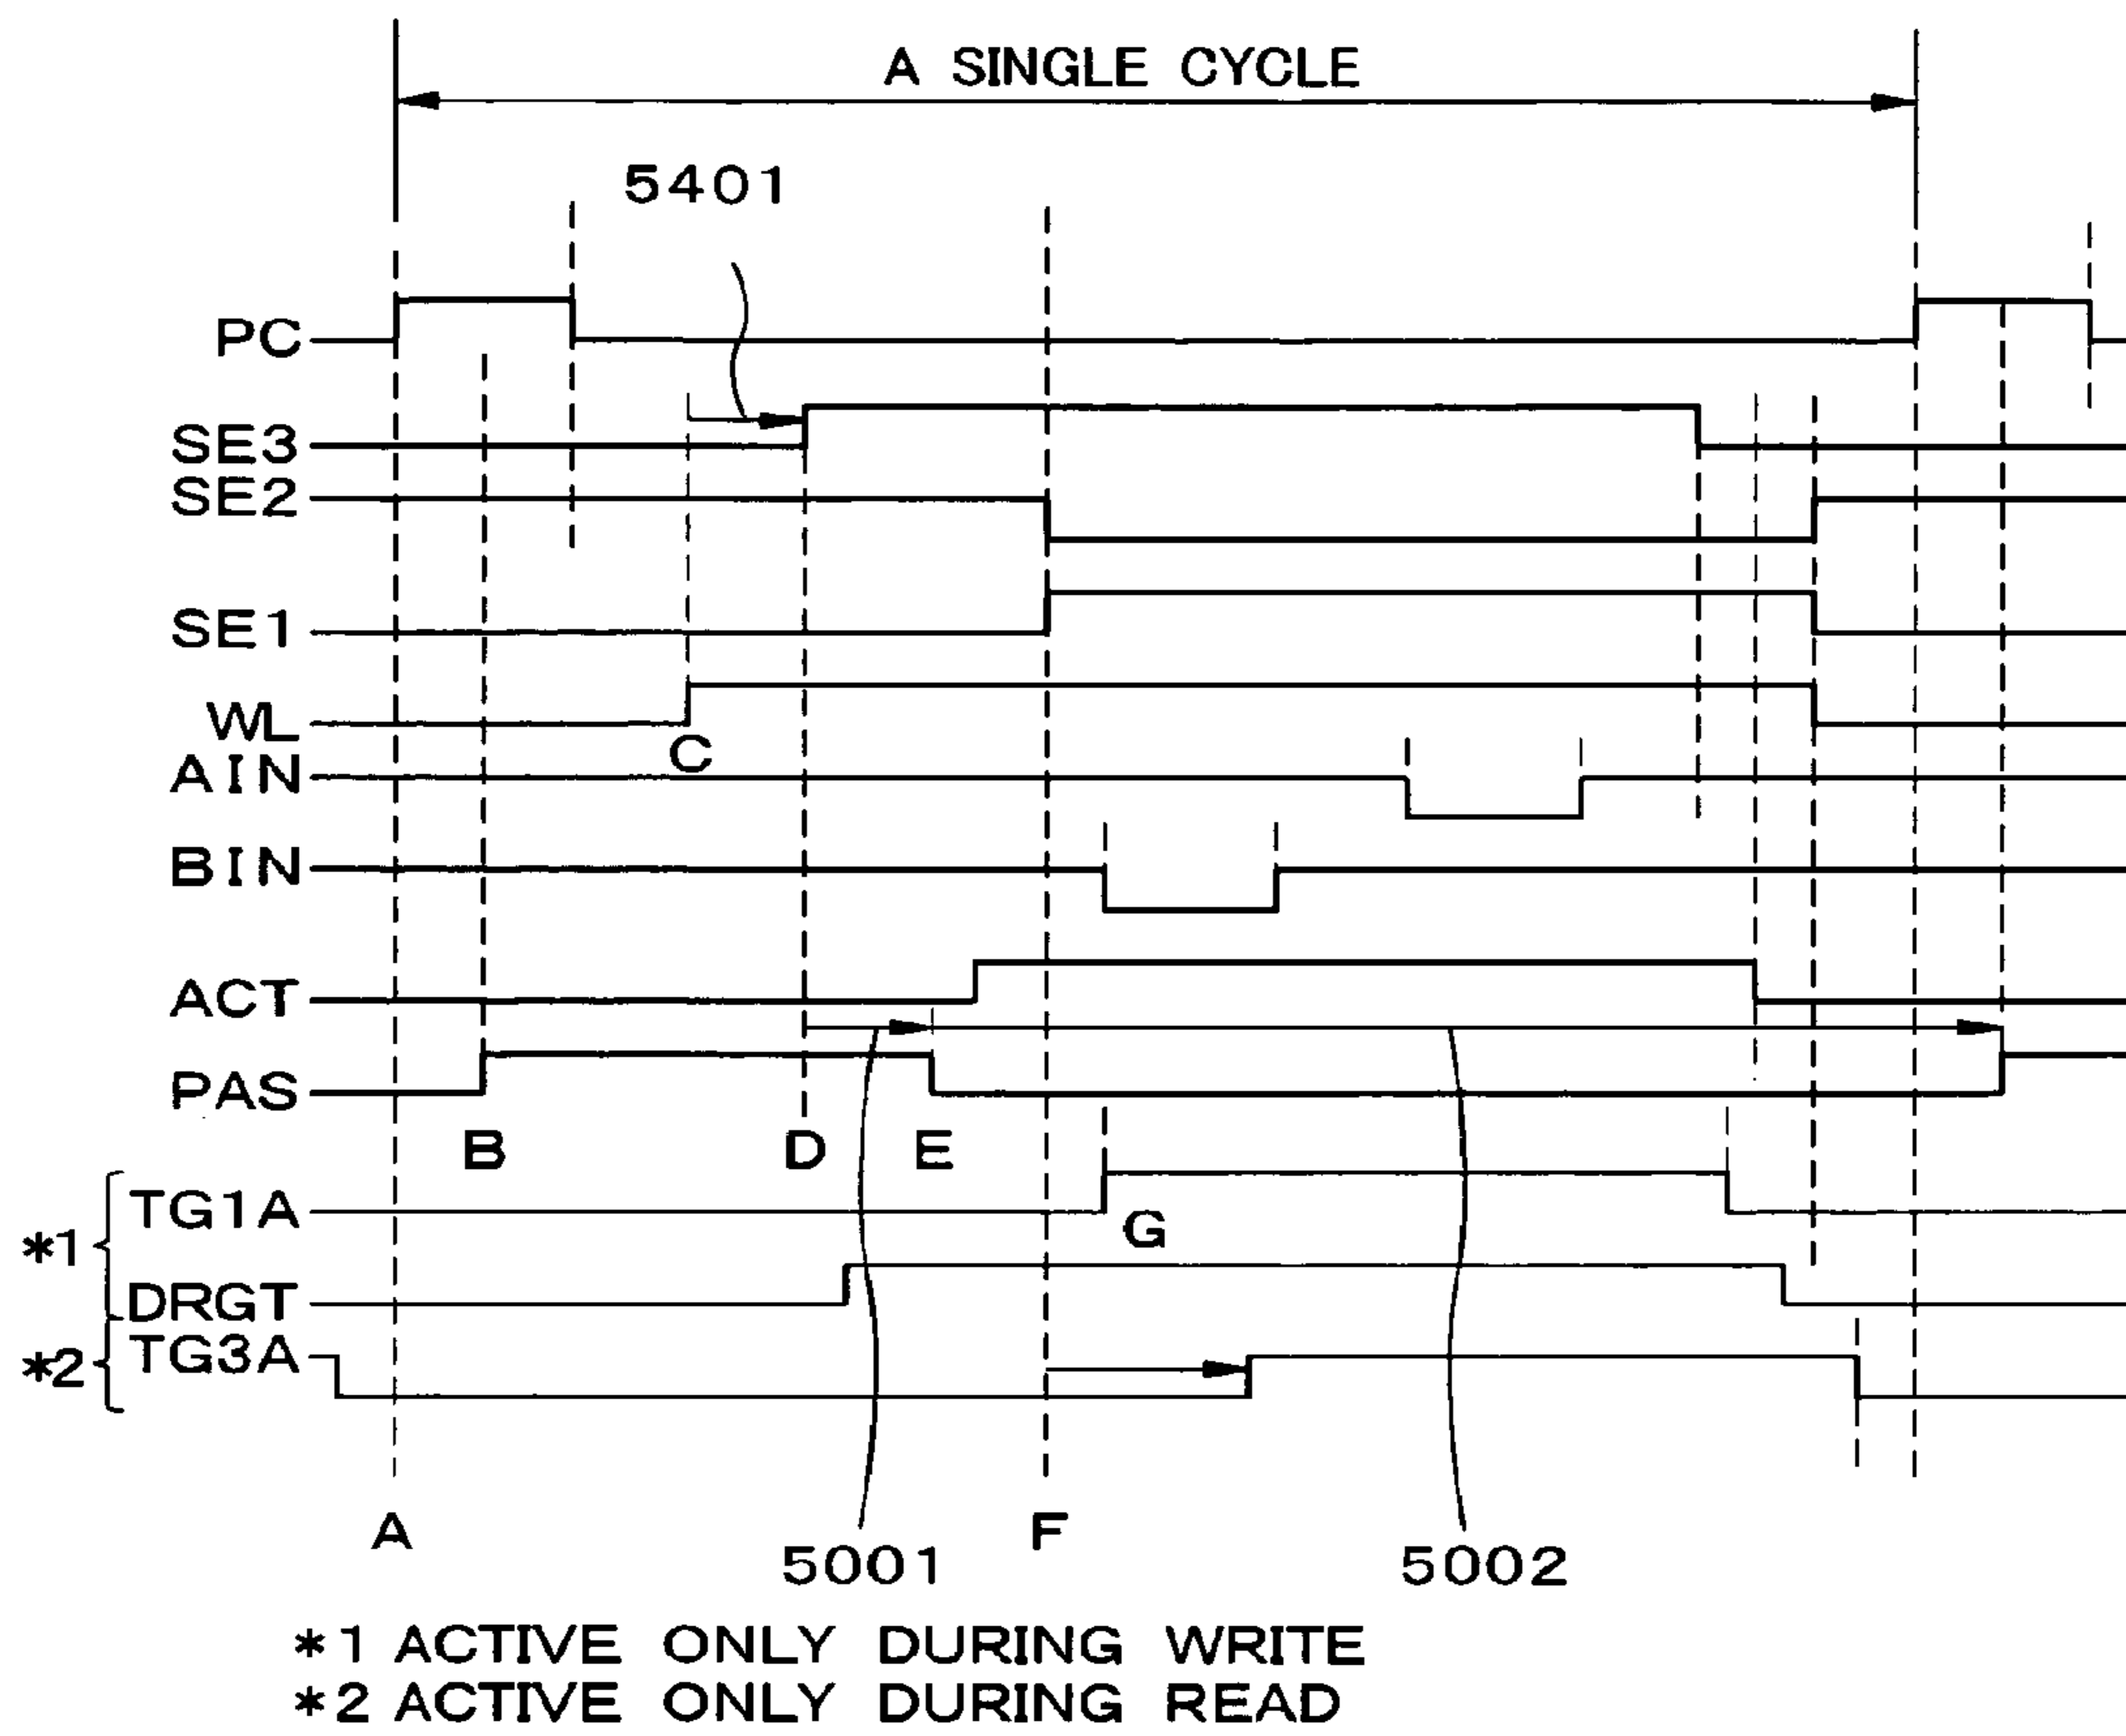 A SINGLE CYCLE
5401
PC
SE3
SE2
SE1
WL
C
AIN
BIN
ACT
PAS
B D E
TG1A
G
*1
DRGT
*2 TG3A
A F
5001 5002
*1 ACTIVE ONLY DURING WRITE
*2 ACTIVE ONLY DURING READ